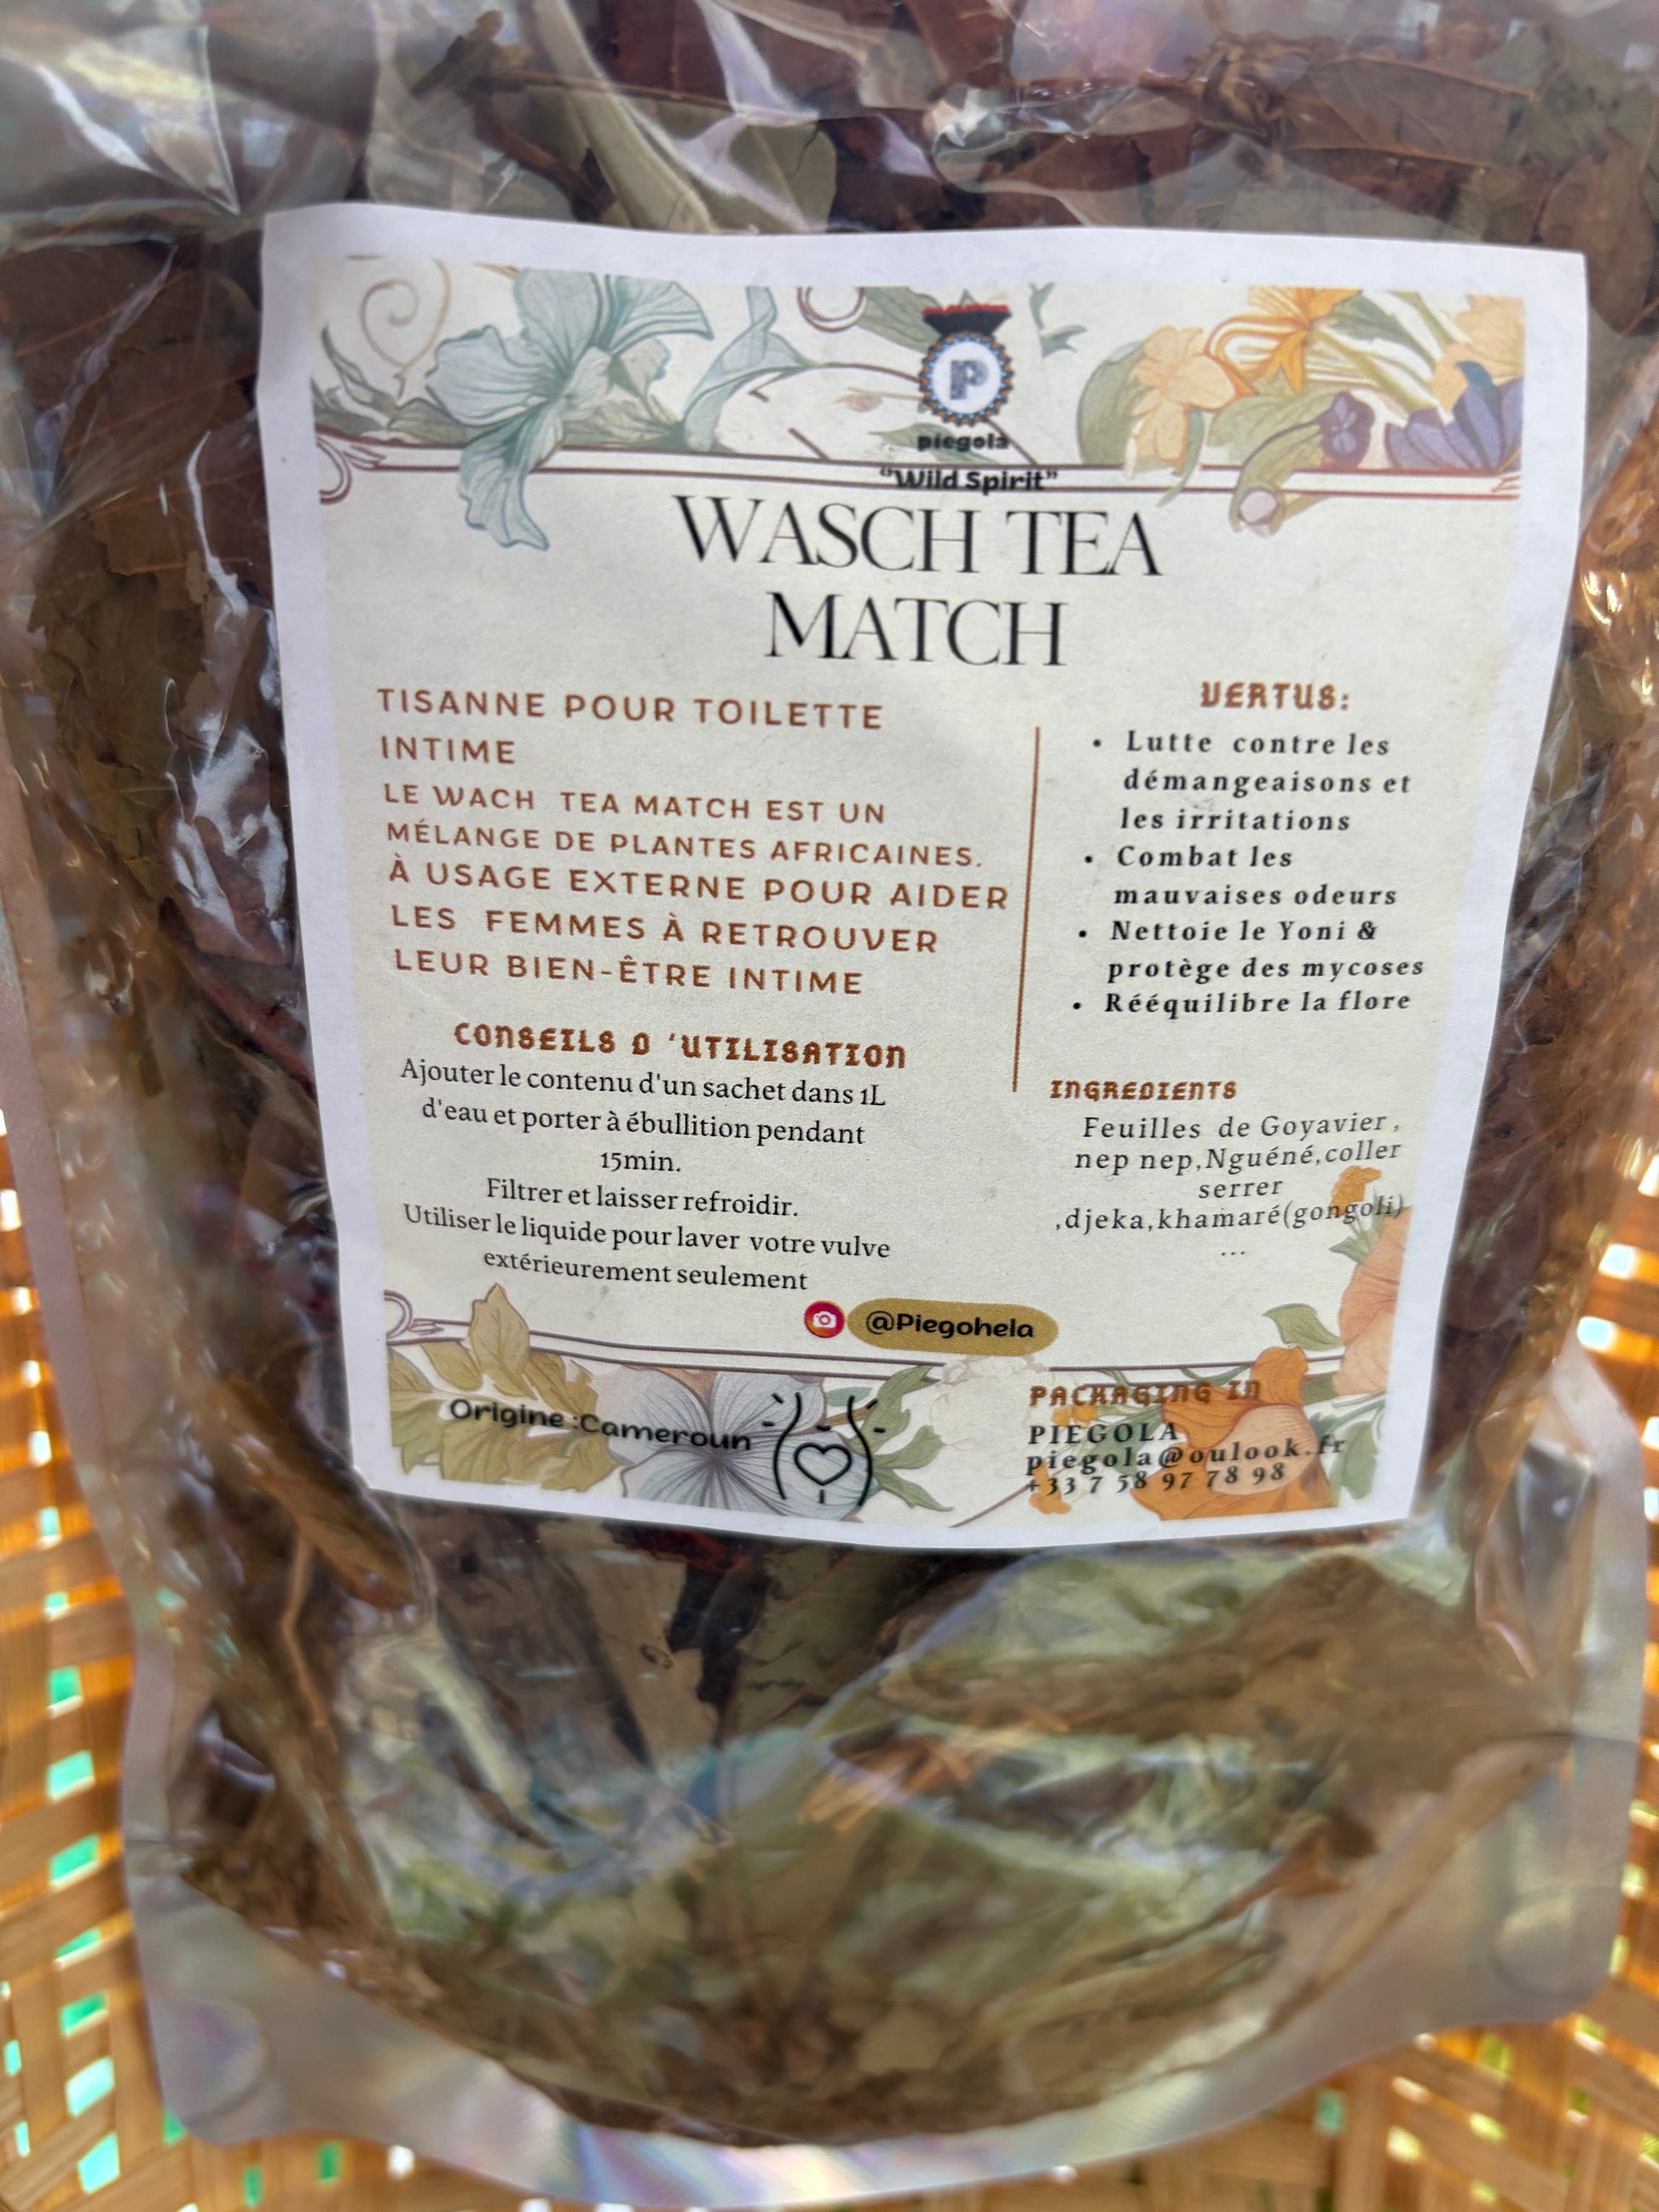 P
piegola
"Wild Spirit"
WASCH TEA
MATCH
TISANNE POUR TOILETTE
INTIME
LE WACH TEA MATCH EST UN
MÉLANGE DE PLANTES AFRICAINES.
À USAGE EXTERNE POUR AIDER
LES FEMMES À RETROUVER
LEUR BIEN-ÊTRE INTIME
CONSEILS D 'UTILISATION
Ajouter le contenu d'un sachet dans 1L
d'eau et porter à ébullition pendant
15min.
Filtrer et laisser refroidir.
Utiliser le liquide pour laver votre vulve
extérieurement seulement
VERTUS:
• Lutte contre les
démangeaisons et
les irritations
• Combat les
mauvaises odeurs
• Nettoie le Yoni &
protège des mycoses
• Rééquilibre la flore
INGREDIENTS
Feuilles de Goyavier,
nep nep,Nguéné,coller
serrer
,djeka,khamaré(gongoli)
...
@Piegohela
Origine :Cameroun
PACKAGING IN
PIEGOLA
piegola@oulook.fr
+33 7 58 97 78 98